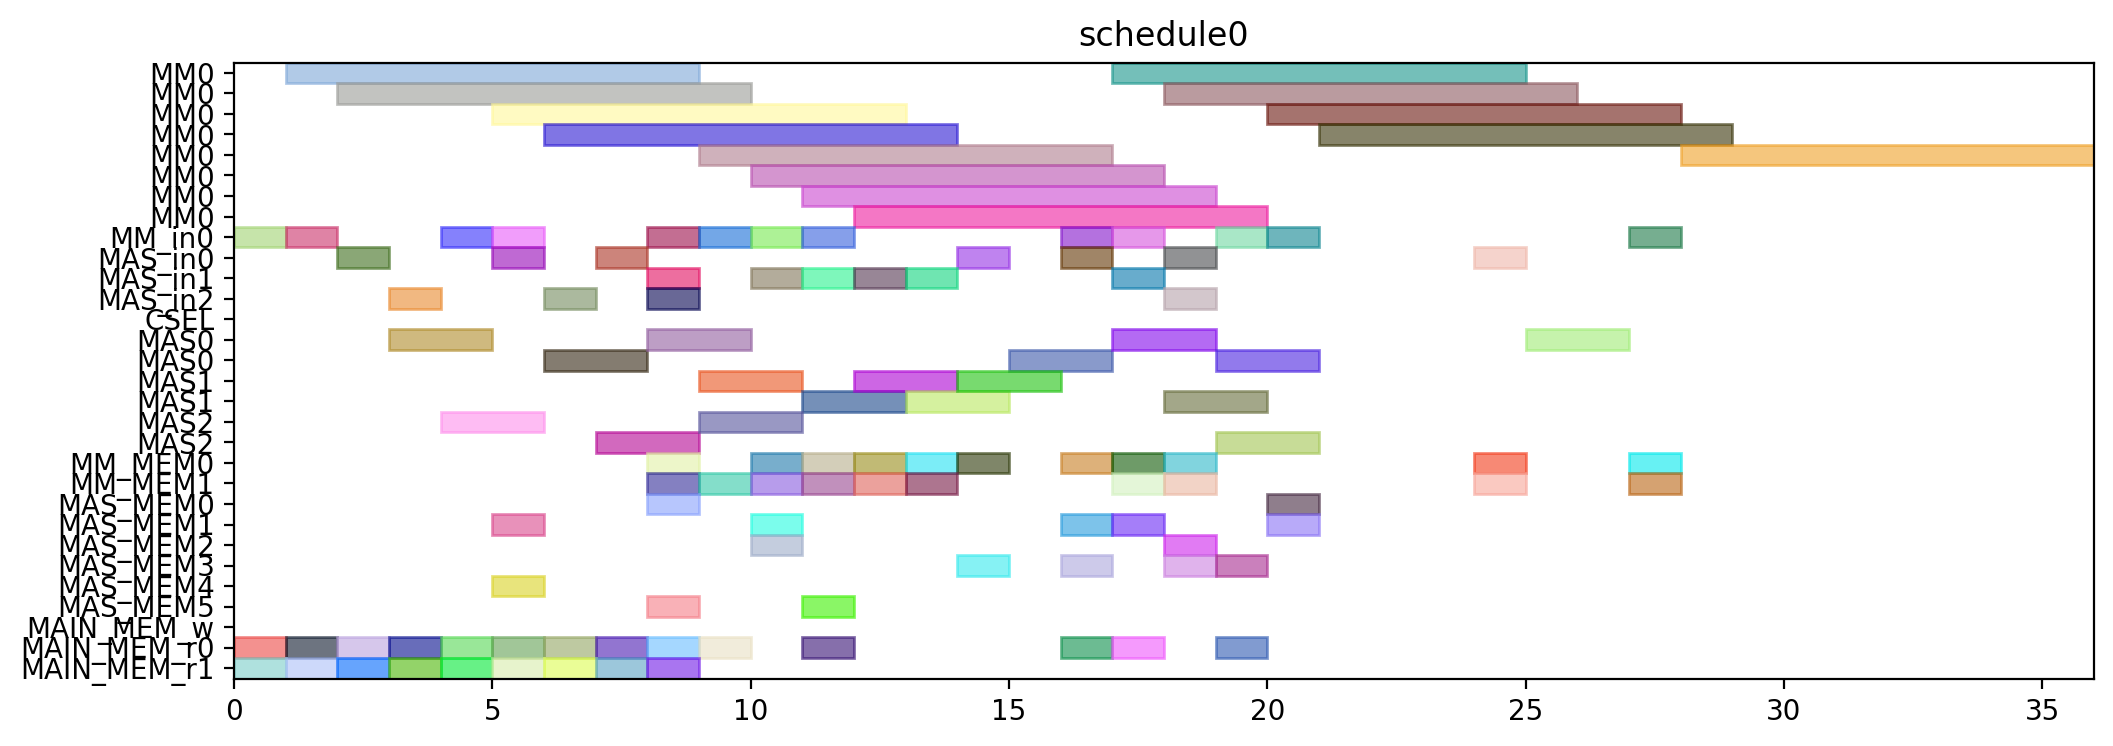 schedule0
MM0
MM0
MM0
MM0
MM0
MM0
MM0
MM0
MM_in0
MAS_in0
MAS_in1
MAS_in2
CSEL
MAS0
MAS0
MAS1
MAS1
MAS2
MAS2
MM_MEM0
MM_MEM1
MAS_MEM0
MAS_MEM1
MAS_MEM2
MAS_MEM3
MAS_MEM4
MAS_MEM5
MAIN_MEM_w
MAIN_MEM_r0
MAIN_MEM_r1
0 5 10 15 20 25 30 35